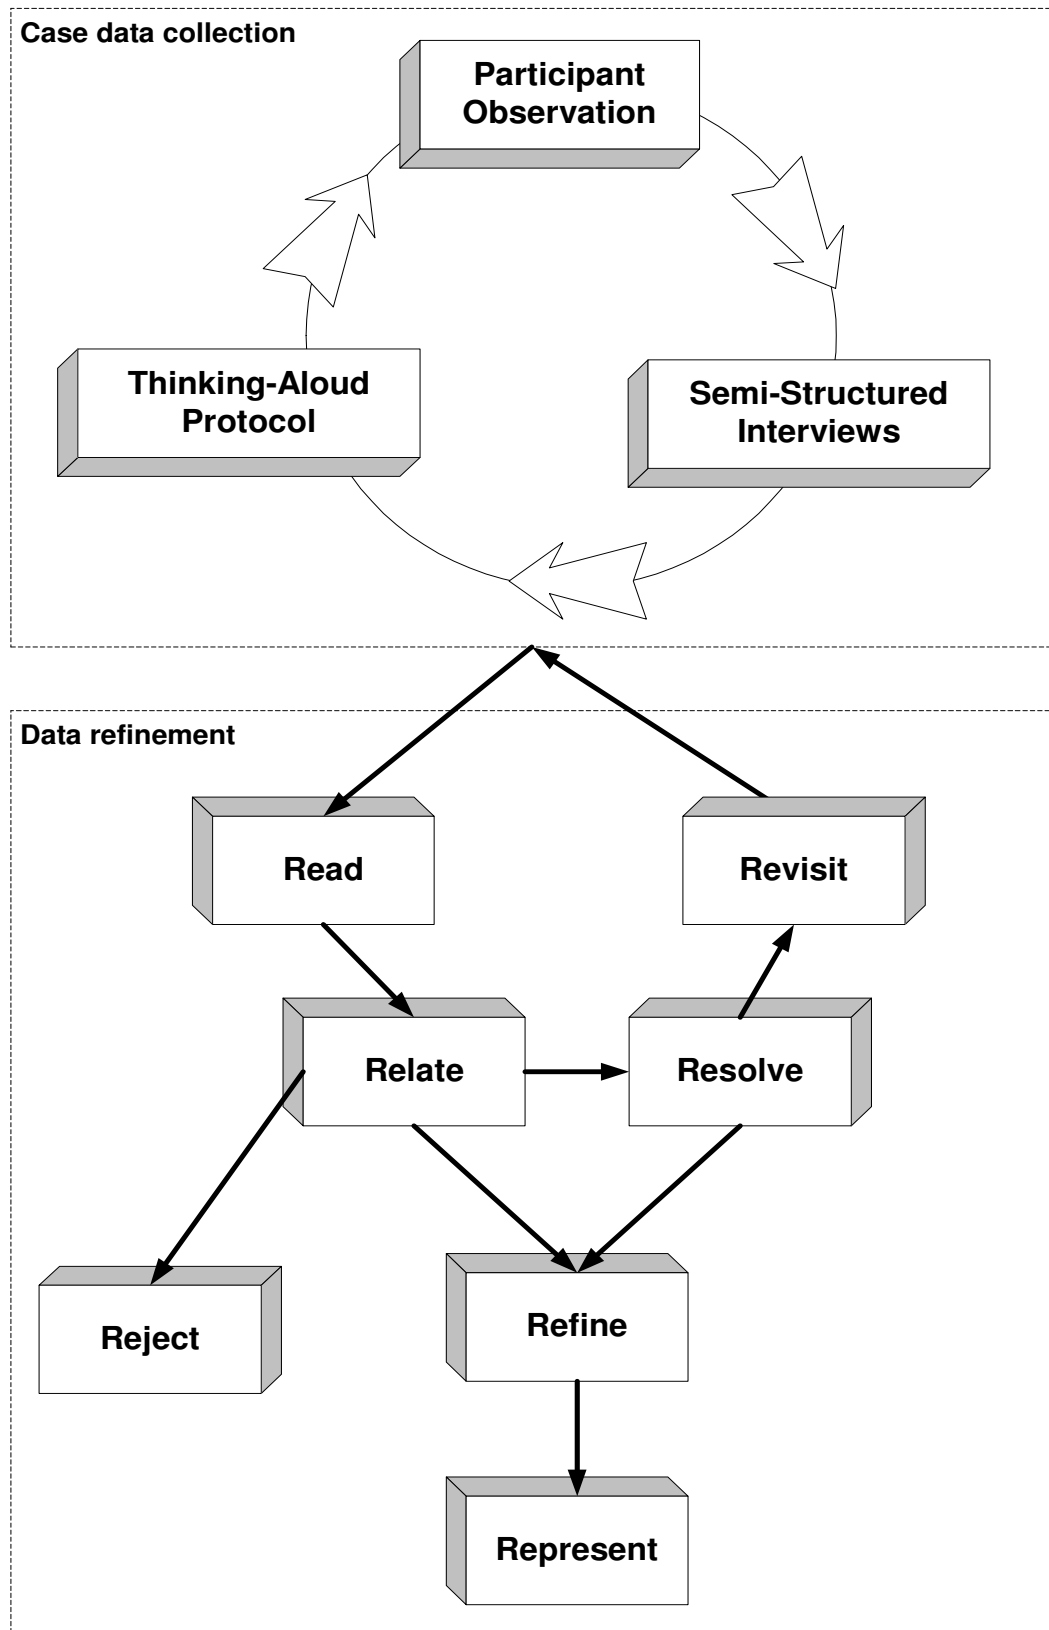 Case data collection
Participant
Observation
Thinking-Aloud
Protocol
Semi-Structured
Interviews
Data refinement
Read
Revisit
Relate
Resolve
Reject
Refine
Represent